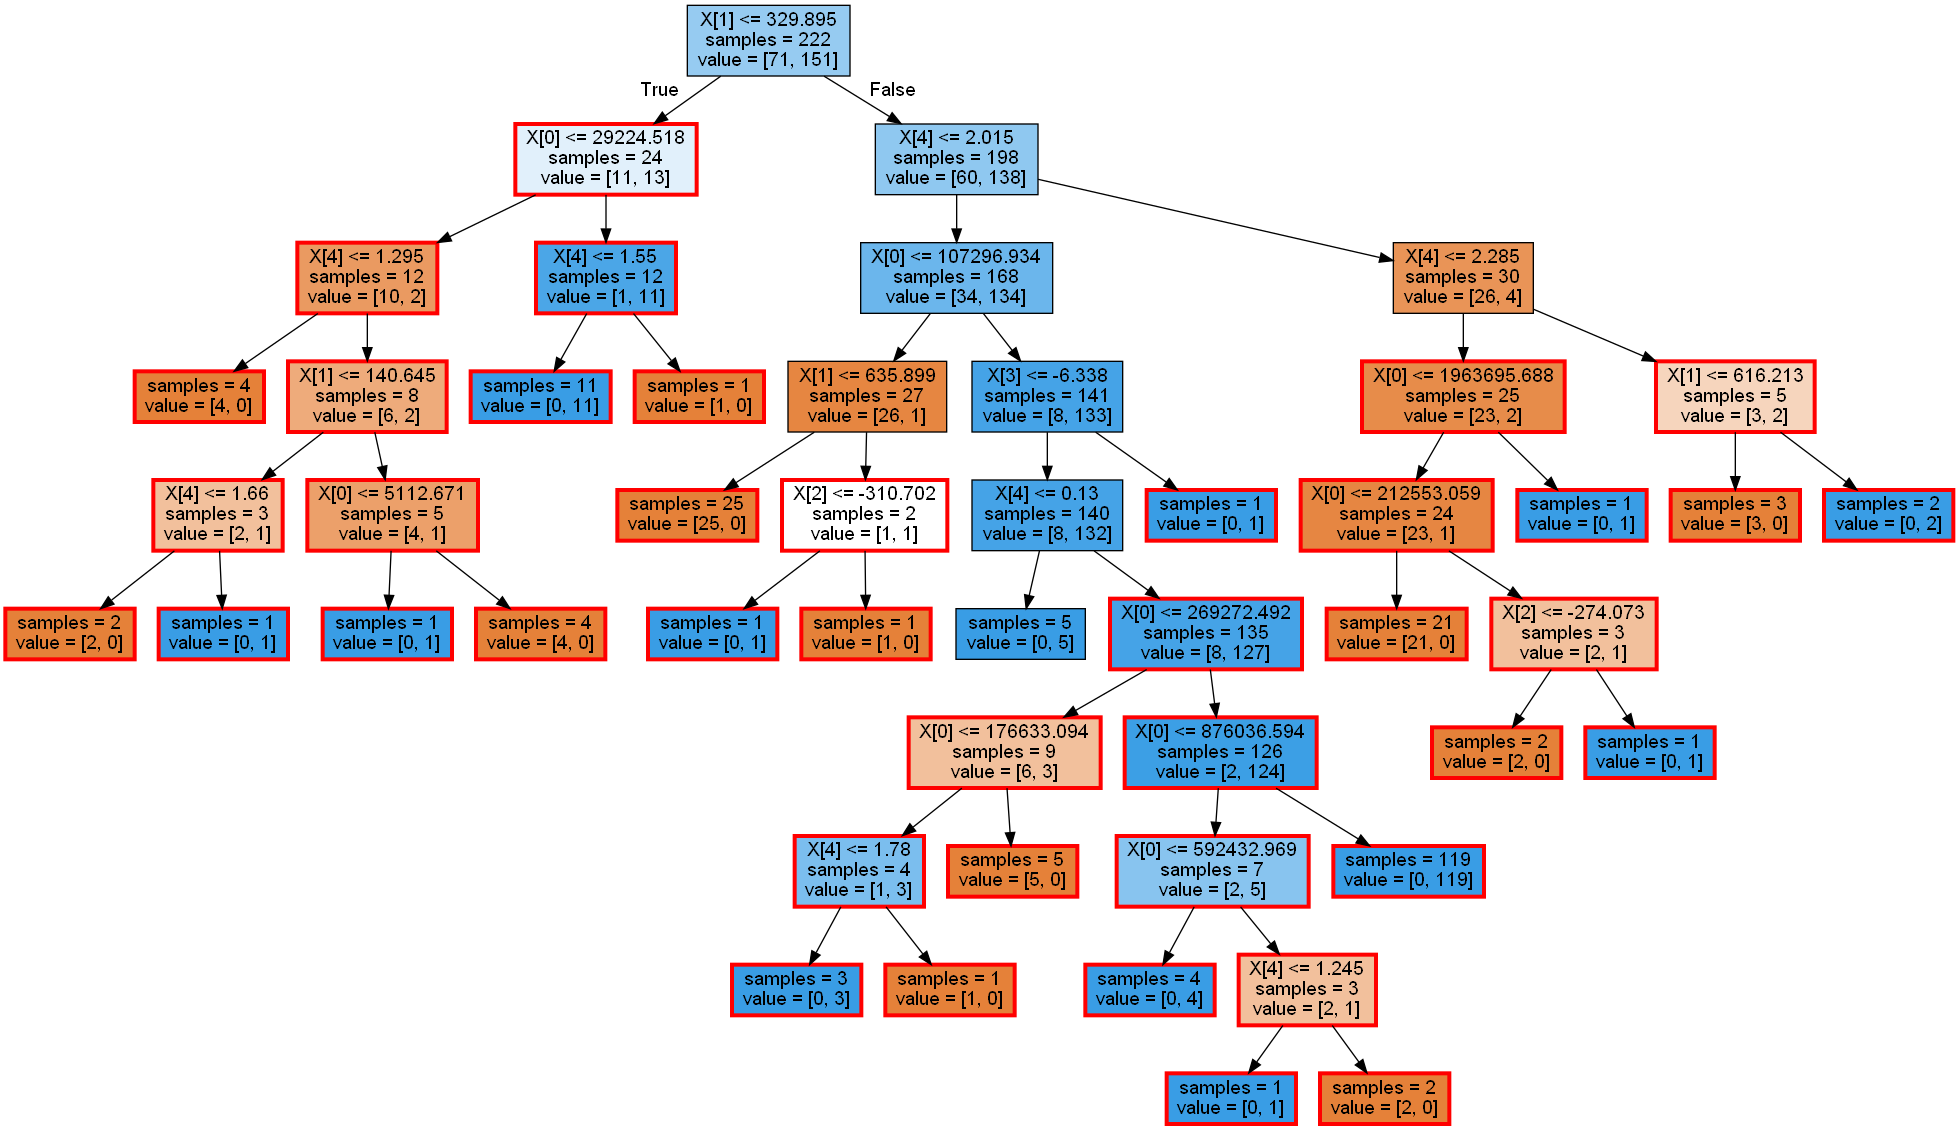 X[1] <= 329.895
samples = 222
value = [71, 151]
True
False
X[0] <= 29224.518
samples = 24
value = [11, 13]
X[4] <= 2.015
samples = 198
value = [60, 138]
X[4] <= 1.295
samples = 12
value = [10, 2]
X[4] <= 1.55
samples = 12
value = [1, 11]
X[0] <= 107296.934
samples = 168
value = [34, 134]
X[4] <= 2.285
samples = 30
value = [26, 4]
samples = 4
value = [4, 0]
X[1] <= 140.645
samples = 8
value = [6, 2]
samples = 11
value = [0, 11]
samples = 1
value = [1, 0]
X[1] <= 635.899
samples = 27
value = [26, 1]
X[3] <= -6.338
samples = 141
value = [8, 133]
X[0] <= 1963695.688
samples = 25
value = [23, 2]
X[1] <= 616.213
samples = 5
value = [3, 2]
X[4] <= 1.66
samples = 3
value = [2, 1]
X[0] <= 5112.671
samples = 5
value = [4, 1]
samples = 25
value = [25, 0]
X[2] <= -310.702
samples = 2
value = [1, 1]
X[4] <= 0.13
samples = 140
value = [8, 132]
samples = 1
value = [0, 1]
X[0] <= 212553.059
samples = 24
value = [23, 1]
samples = 1
value = [0, 1]
samples = 3
value = [3, 0]
samples = 2
value = [0, 2]
samples = 2
value = [2, 0]
samples = 1
value = [0, 1]
samples = 1
value = [0, 1]
samples = 4
value = [4, 0]
samples = 1
value = [0, 1]
samples = 1
value = [1, 0]
samples = 5
value = [0, 5]
X[0] <= 269272.492
samples = 135
value = [8, 127]
samples = 21
value = [21, 0]
X[2] <= -274.073
samples = 3
value = [2, 1]
X[0] <= 176633.094
samples = 9
value = [6, 3]
X[0] <= 876036.594
samples = 126
value = [2, 124]
samples = 2
value = [2, 0]
samples = 1
value = [0, 1]
X[4] <= 1.78
samples = 4
value = [1, 3]
samples = 5
value = [5, 0]
X[0] <= 592432.969
samples = 7
value = [2, 5]
samples = 119
value = [0, 119]
samples = 3
value = [0, 3]
samples = 1
value = [1, 0]
samples = 4
value = [0, 4]
X[4] <= 1.245
samples = 3
value = [2, 1]
samples = 1
value = [0, 1]
samples = 2
value = [2, 0]